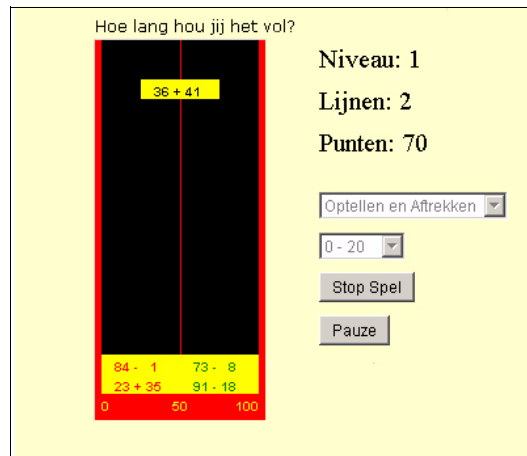 Hoe lang hou jij het vol?
Niveau: 1
Lijnen: 2
Punten: 70
36 + 41
Optellen en Aftrekken
0 - 20
Stop Spel
Pauze
84 - 1 73 - 8
23 + 35 91 - 18
0 50 100